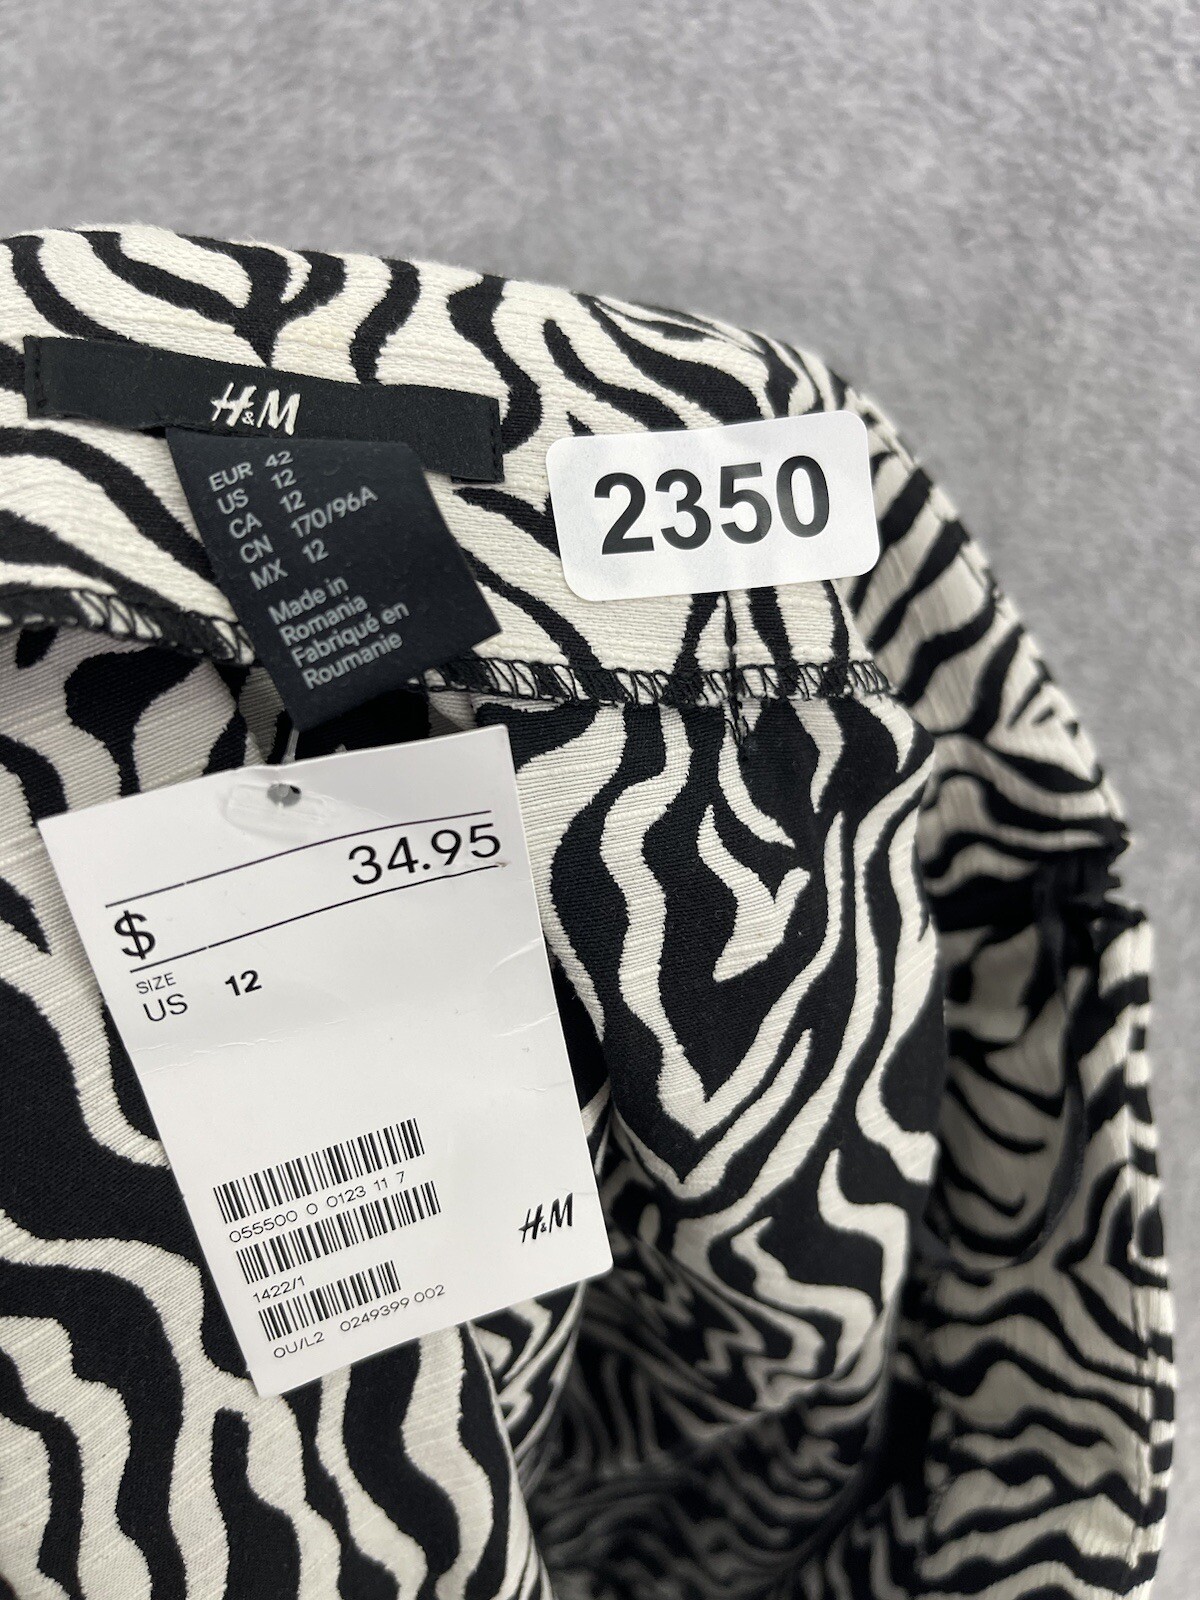 H&M
EUR 42
US 12
CA 12
CN 170/96A
MX 12
Made in
Romania
Fabriqué en
Roumanie
2350
$ 34.95
SIZE
US 12
055500 0 0123 11 7
1422/1
OU/L2 0249399 002
H&M